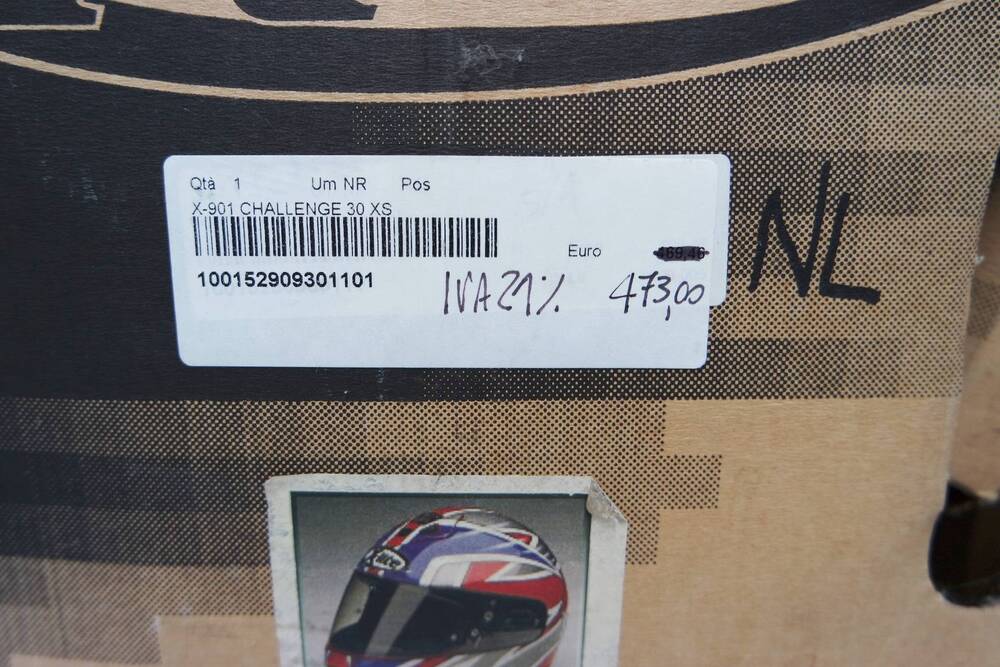 Qtà 1 Um NR Pos
X-901 CHALLENGE 30 XS
Euro 469,46
100152909301101
IVA 21% 473,00
NL